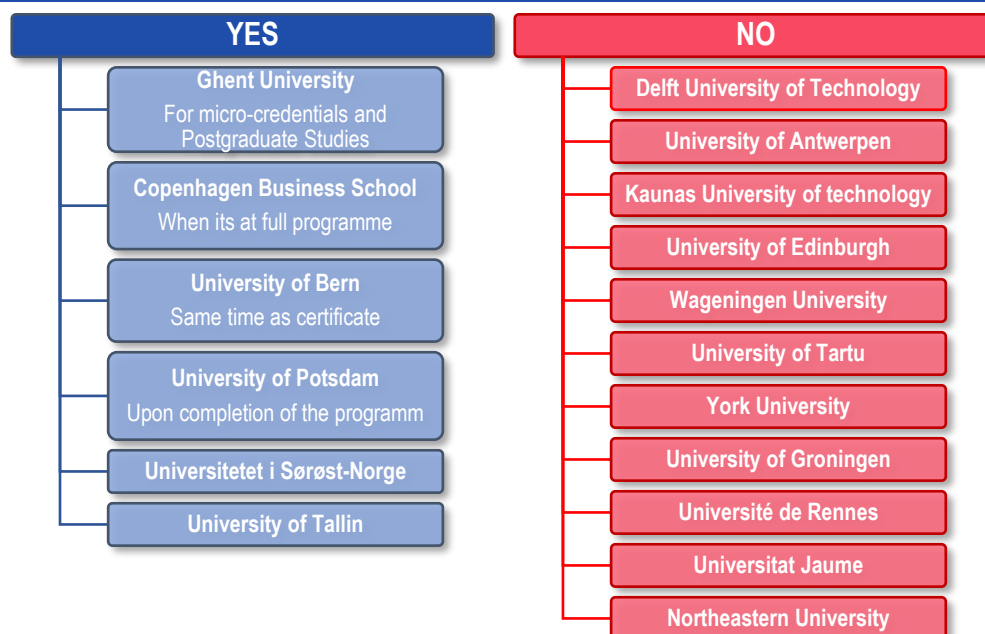 YES
Ghent University
For micro-credentials and
Postgraduate Studies
Copenhagen Business School
When its at full programme
University of Bern
Same time as certificate
University of Potsdam
Upon completion of the programm
Universitetet i Sørøst-Norge
University of Tallin
NO
Delft University of Technology
University of Antwerpen
Kaunas University of technology
University of Edinburgh
Wageningen University
University of Tartu
York University
University of Groningen
Université de Rennes
Universitat Jaume
Northeastern University